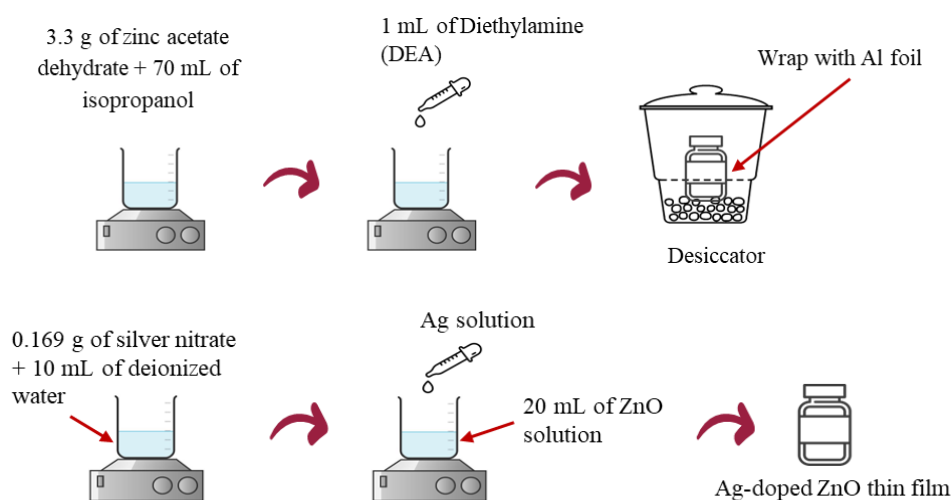 3.3 g of zinc acetate
dehydrate + 70 mL of
isopropanol
1 mL of Diethylamine
(DEA)
Wrap with Al foil
Desiccator
0.169 g of silver nitrate
+ 10 mL of deionized
water
Ag solution
20 mL of ZnO
solution
Ag-doped ZnO thin film